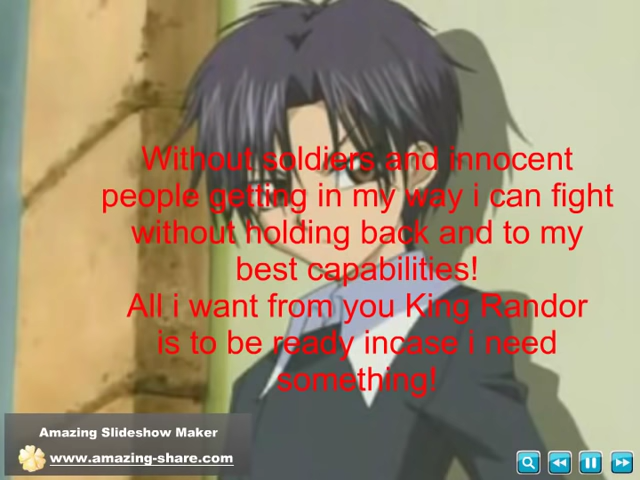 Without soldiers and innocent
people getting in my way i can fight
without holding back and to my
best capabilities!
All i want from you King Randor
is to be ready incase i need
something!
Amazing Slideshow Maker
www.amazing-share.com